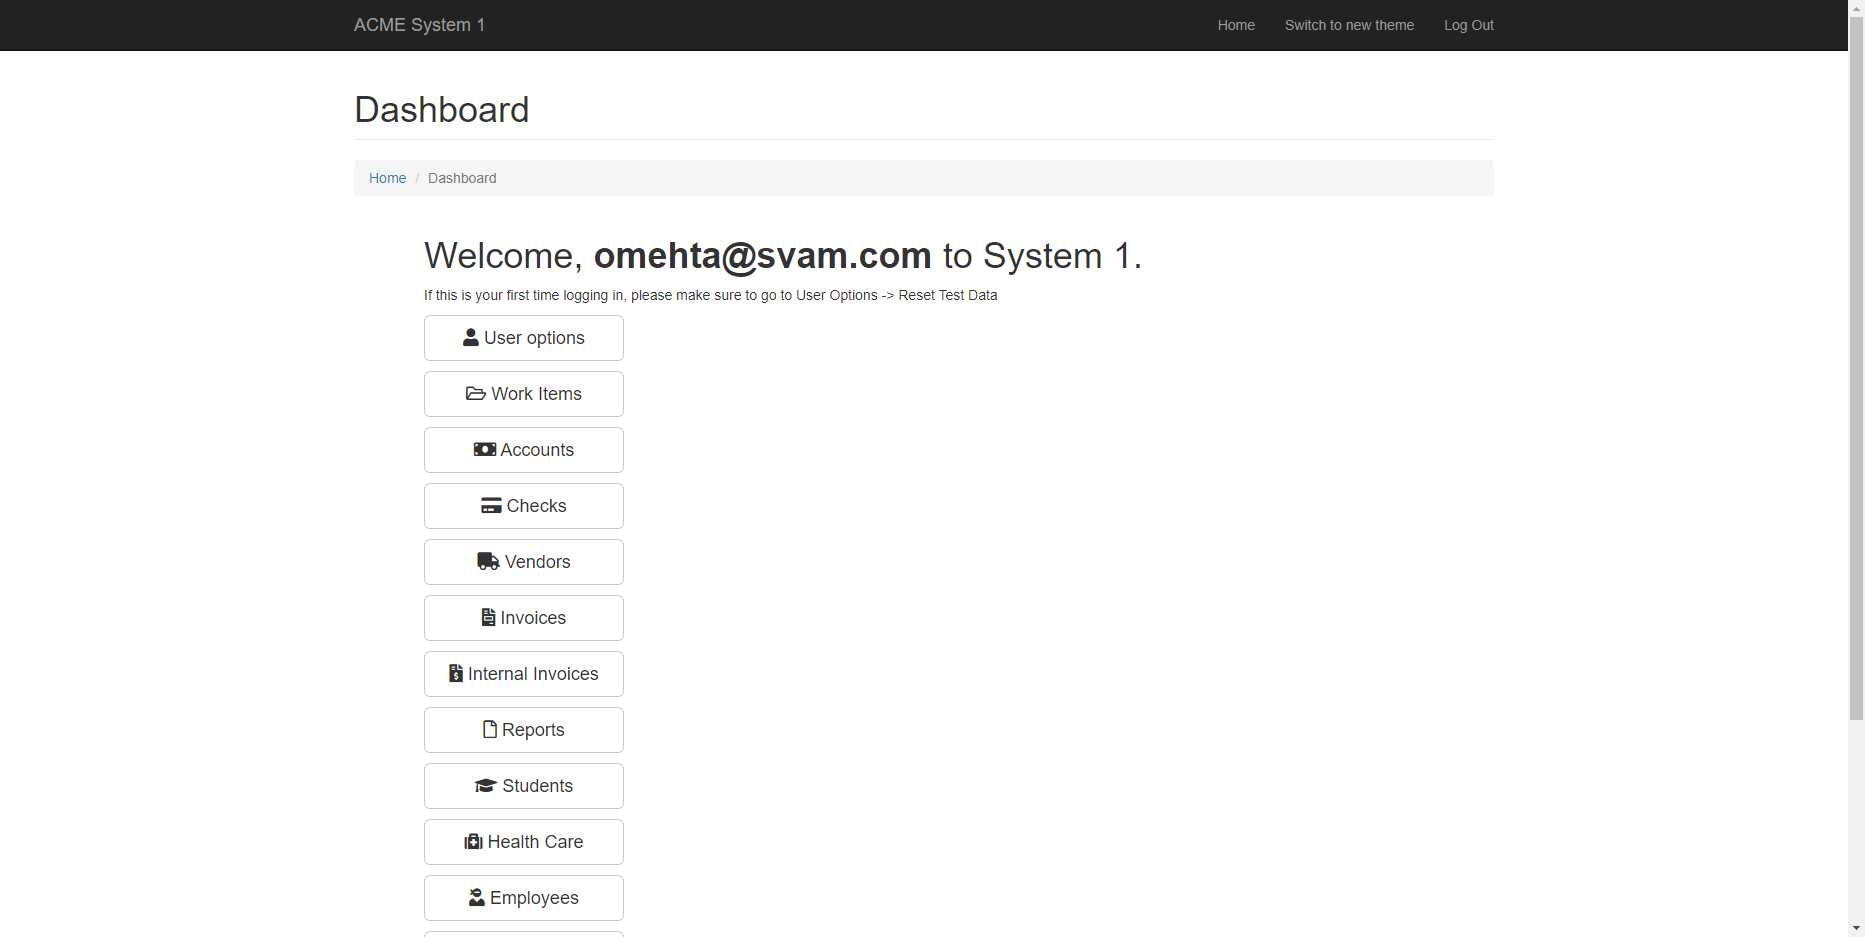 ACME System 1
Home Switch to new theme Log Out
Dashboard
Home / Dashboard
Welcome, omehta@svam.com to System 1.
If this is your first time logging in, please make sure to go to User Options -> Reset Test Data
User options
Work Items
Accounts
Checks
Vendors
Invoices
Internal Invoices
Reports
Students
Health Care
Employees